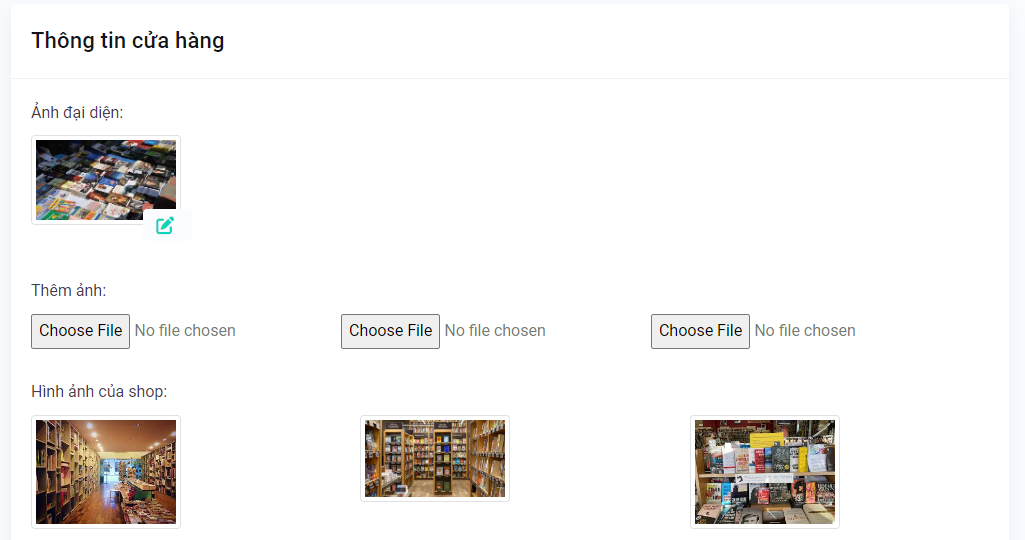 Thông tin cửa hàng
Ảnh đại diện:
Thêm ảnh:
Choose File No file chosen Choose File No file chosen Choose File No file chosen
Hình ảnh của shop: